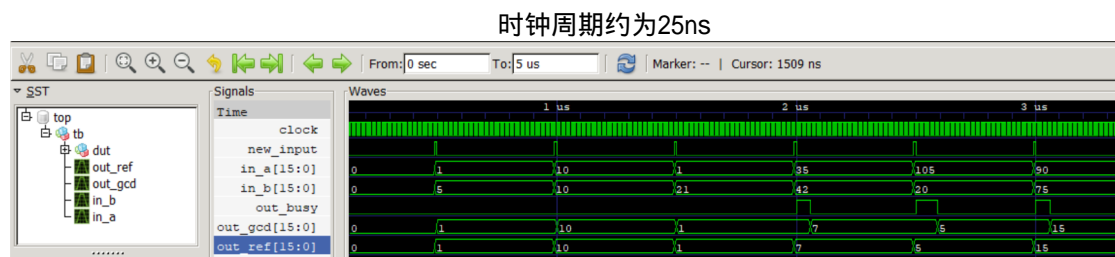 时钟周期约为25ns
From: 0 sec To: 5 us Marker: -- | Cursor: 1509 ns
SST Signals Waves
Time 1 us 2 us 3 us
top
tb clock
dut new_input
out_ref in_a[15:0] 0 1 10 1 35 105 90
out_gcd in_b[15:0] 0 5 10 21 42 20 75
in_b out_busy
in_a out_gcd[15:0] 0 1 10 1 7 5 15
out_ref[15:0] 0 1 10 1 7 5 15